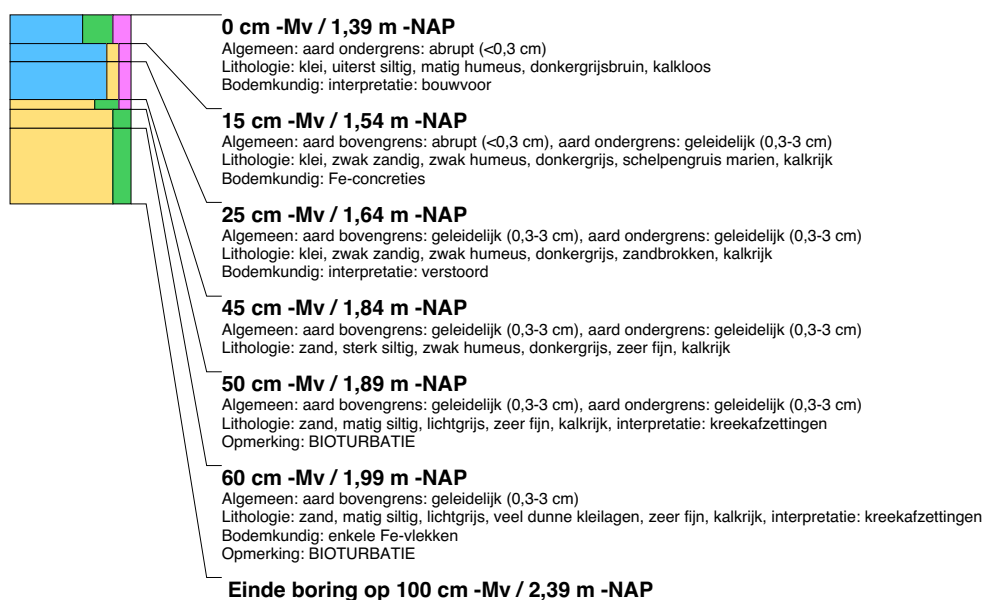 0 cm -Mv / 1,39 m -NAP
Algemeen: aard ondergrens: abrupt (<0,3 cm)
Lithologie: klei, uiterst siltig, matig humeus, donkergrijsbruin, kalkloos
Bodemkundig: interpretatie: bouwvoor
15 cm -Mv / 1,54 m -NAP
Algemeen: aard bovengrens: abrupt (<0,3 cm), aard ondergrens: geleidelijk (0,3-3 cm)
Lithologie: klei, zwak zandig, zwak humeus, donkergrijs, schelpengruis marien, kalkrijk
Bodemkundig: Fe-concreties
25 cm -Mv / 1,64 m -NAP
Algemeen: aard bovengrens: geleidelijk (0,3-3 cm), aard ondergrens: geleidelijk (0,3-3 cm)
Lithologie: klei, zwak zandig, zwak humeus, donkergrijs, zandbrokken, kalkrijk
Bodemkundig: interpretatie: verstoord
45 cm -Mv / 1,84 m -NAP
Algemeen: aard bovengrens: geleidelijk (0,3-3 cm), aard ondergrens: geleidelijk (0,3-3 cm)
Lithologie: zand, sterk siltig, zwak humeus, donkergrijs, zeer fijn, kalkrijk
50 cm -Mv / 1,89 m -NAP
Algemeen: aard bovengrens: geleidelijk (0,3-3 cm), aard ondergrens: geleidelijk (0,3-3 cm)
Lithologie: zand, matig siltig, lichtgrijs, zeer fijn, kalkrijk, interpretatie: kreekafzettingen
Opmerking: BIOTURBATIE
60 cm -Mv / 1,99 m -NAP
Algemeen: aard bovengrens: geleidelijk (0,3-3 cm)
Lithologie: zand, matig siltig, lichtgrijs, veel dunne kleilagen, zeer fijn, kalkrijk, interpretatie: kreekafzettingen
Bodemkundig: enkele Fe-vlekken
Opmerking: BIOTURBATIE
Einde boring op 100 cm -Mv / 2,39 m -NAP